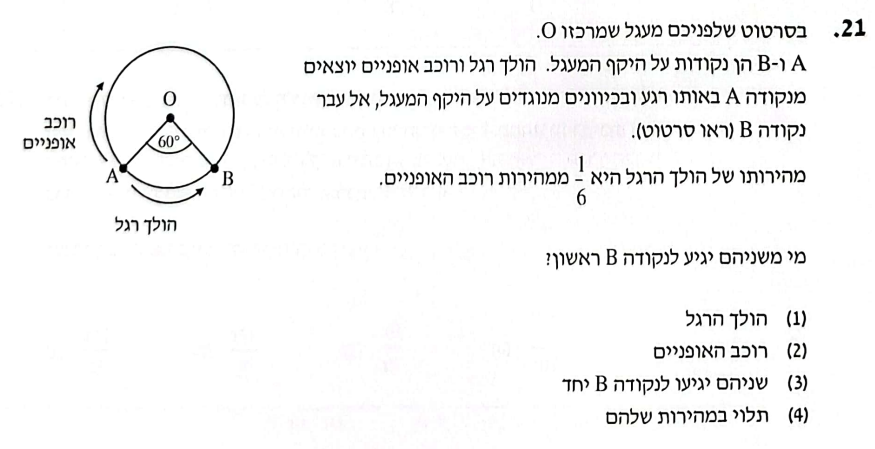 21. בסרטוט שלפניכם מעגל שמרכזו O.
A ו-B הן נקודות על היקף המעגל. הולך רגל ורוכב אופניים יוצאים
מנקודה A באותו רגע ובכיוונים מנוגדים על היקף המעגל, אל עבר
נקודה B (ראו סרטוט).
מהירותו של הולך הרגל היא 1/6 ממהירות רוכב האופניים.
מי משניהם יגיע לנקודה B ראשון?
(1) הולך הרגל
(2) רוכב האופניים
(3) שניהם יגיעו לנקודה B יחד
(4) תלוי במהירות שלהם
O
60°
רוכב
אופניים
A
B
הולך רגל